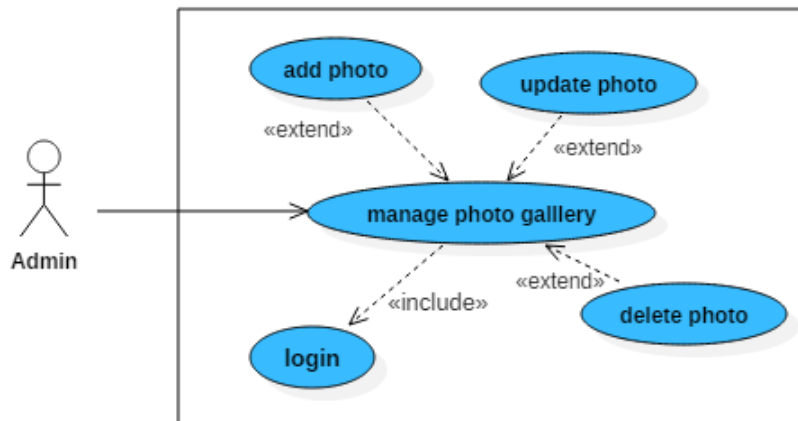 add photo
update photo
«extend»
«extend»
manage photo galllery
Admin
«extend»
«include»
delete photo
login